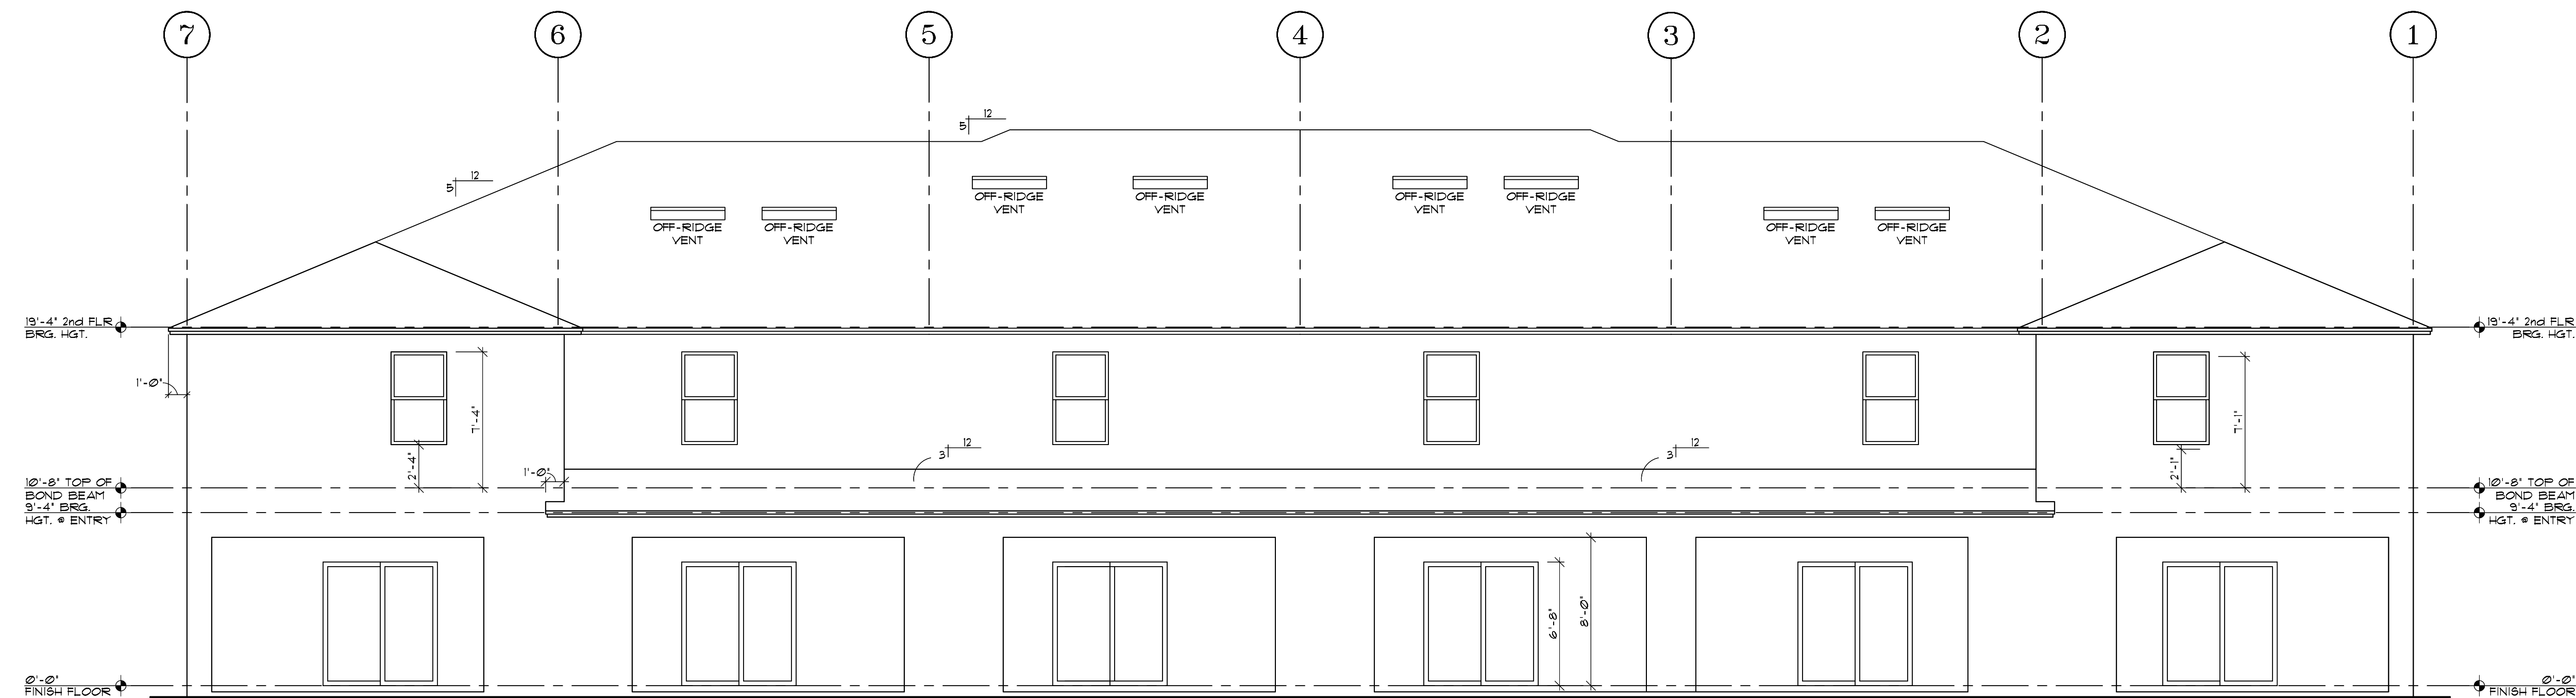 7 6 5 4 3 2 1
12
5
12
5
OFF-RIDGE
VENT
OFF-RIDGE
VENT
OFF-RIDGE
VENT
OFF-RIDGE
VENT
OFF-RIDGE
VENT
OFF-RIDGE
VENT
OFF-RIDGE
VENT
OFF-RIDGE
VENT
19'-4" 2nd FLR
BRG. HGT.
19'-4" 2nd FLR
BRG. HGT.
1'-0"
7'-4"
2'-4"
1'-0"
12
3
12
3
7'-1"
2'-1"
10'-8" TOP OF
BOND BEAM
9'-4" BRG.
HGT. @ ENTRY
10'-8" TOP OF
BOND BEAM
9'-4" BRG.
HGT. @ ENTRY
6'-8"
8'-0"
0'-0"
FINISH FLOOR
0'-0"
FINISH FLOOR